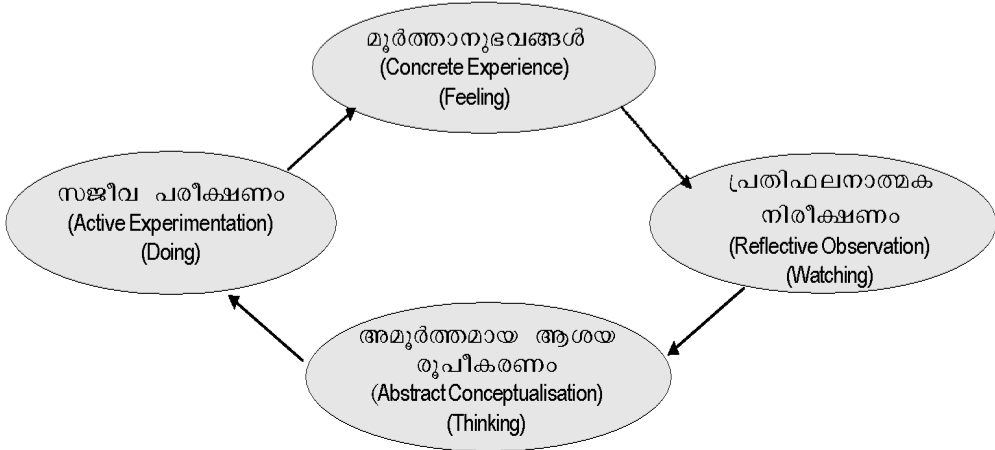 മൂർത്താനുഭവങ്ങൾ
(Concrete Experience)
(Feeling)
പ്രതിഫലനാത്മക
നിരീക്ഷണം
(Reflective Observation)
(Watching)
അമൂർത്തമായ ആശയ
രൂപീകരണം
(Abstract Conceptualisation)
(Thinking)
സജീവ പരീക്ഷണം
(Active Experimentation)
(Doing)